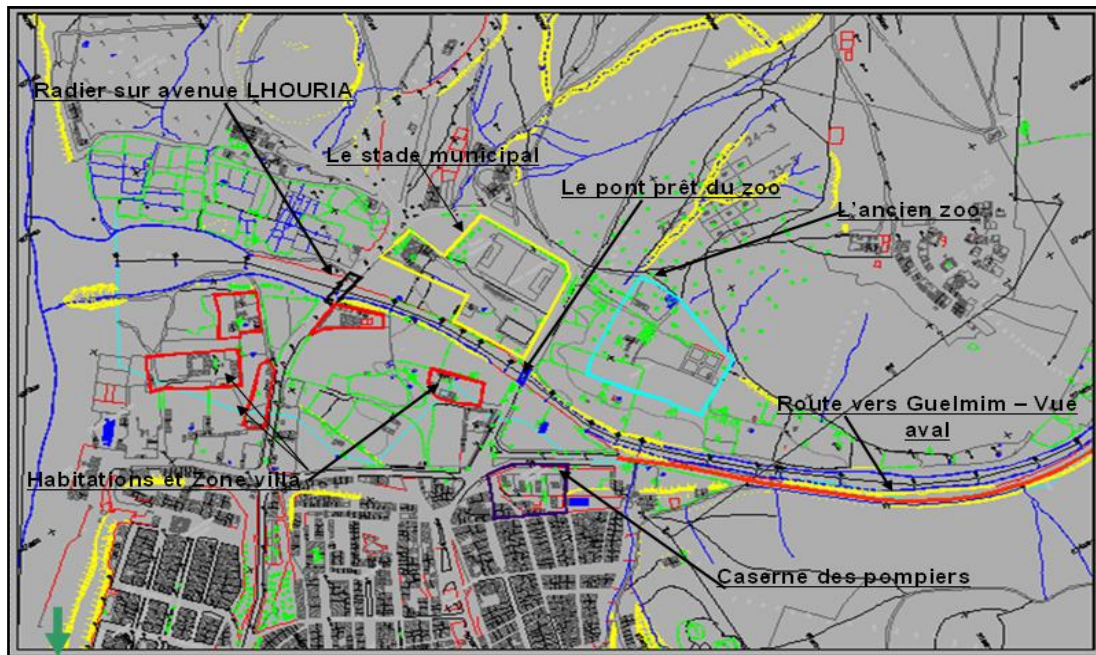 Radier sur avenue LHOURIA
Le stade municipal
Le pont prêt du zoo
L'ancien zoo
Route vers Guelmim – Vue
aval
Habitations et Zone villa
Caserne des pompiers